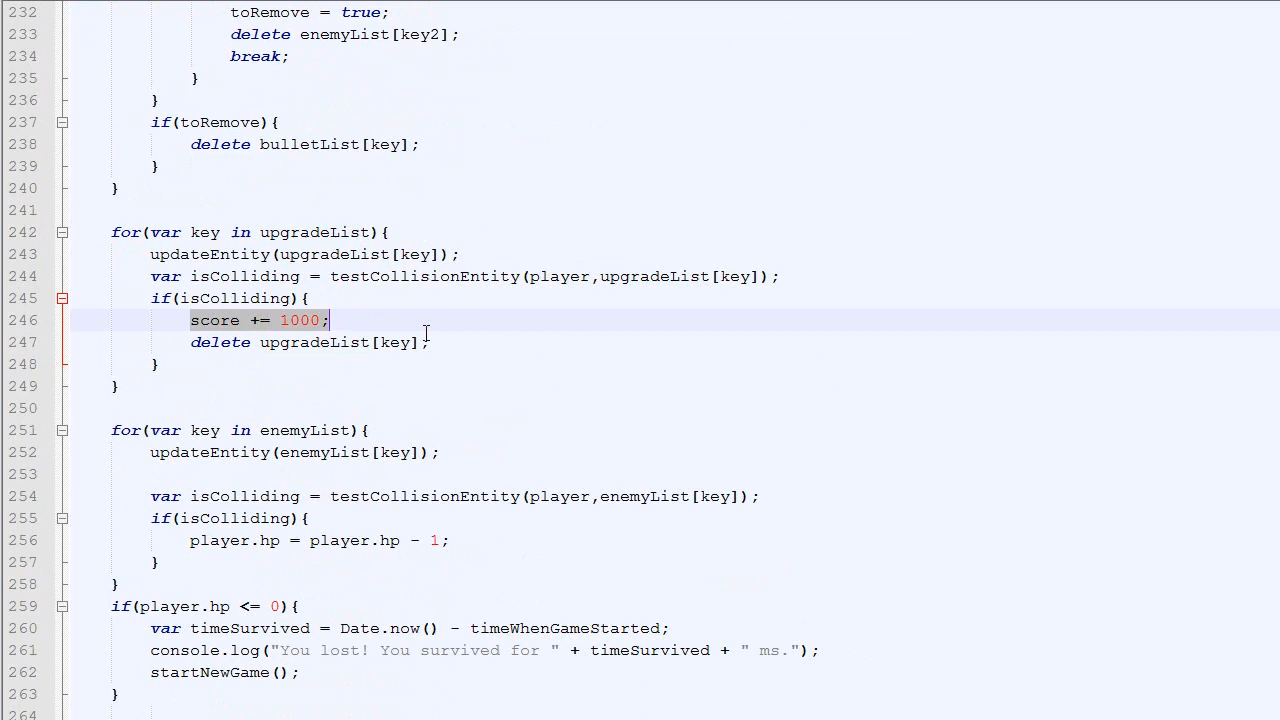 232 toRemove = true;
233 delete enemyList[key2];
234 break;
235 }
236 }
237 if(toRemove){
238 delete bulletList[key];
239 }
240 }
241
242 for(var key in upgradeList){
243 updateEntity(upgradeList[key]);
244 var isColliding = testCollisionEntity(player,upgradeList[key]);
245 if(isColliding){
246 score += 1000;
247 delete upgradeList[key];
248 }
249 }
250
251 for(var key in enemyList){
252 updateEntity(enemyList[key]);
253
254 var isColliding = testCollisionEntity(player,enemyList[key]);
255 if(isColliding){
256 player.hp = player.hp - 1;
257 }
258 }
259 if(player.hp <= 0){
260 var timeSurvived = Date.now() - timeWhenGameStarted;
261 console.log("You lost! You survived for " + timeSurvived + " ms.");
262 startNewGame();
263 }
264